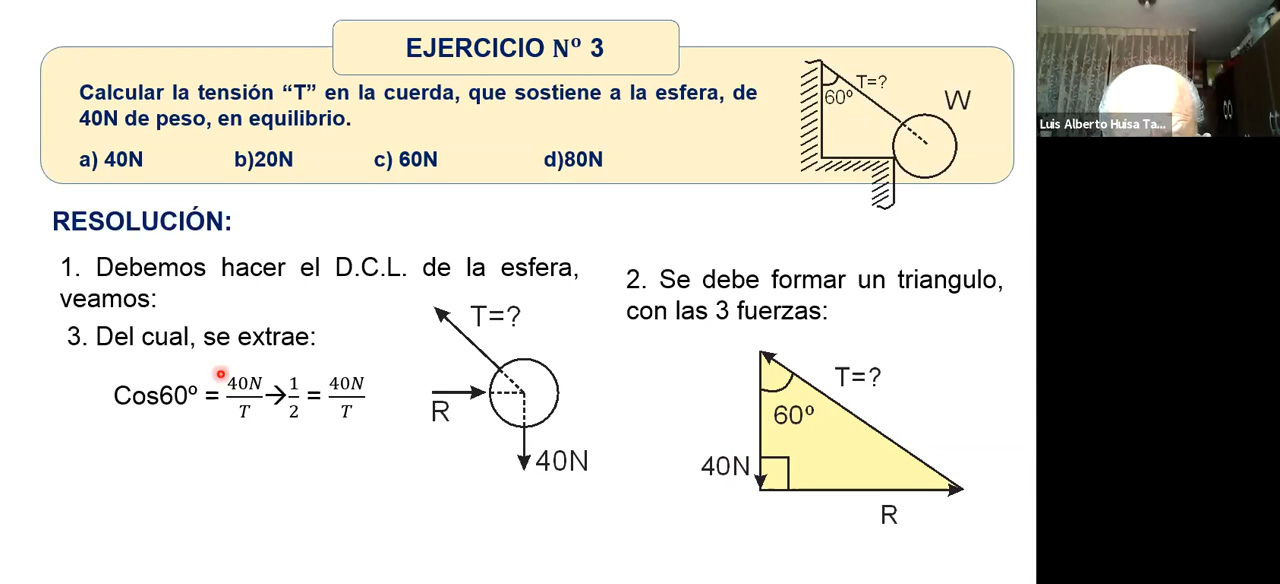 EJERCICIO Nº 3
Calcular la tensión “T” en la cuerda, que sostiene a la esfera, de
40N de peso, en equilibrio.
a) 40N b)20N c) 60N d)80N
T=?
60º
W
Luis Alberto Huisa Ta...
RESOLUCIÓN:
1. Debemos hacer el D.C.L. de la esfera,
veamos:
3. Del cual, se extrae:
Cos60º = 40N/T → 1/2 = 40N/T
T=?
R
40N
2. Se debe formar un triangulo,
con las 3 fuerzas:
T=?
60º
40N
R